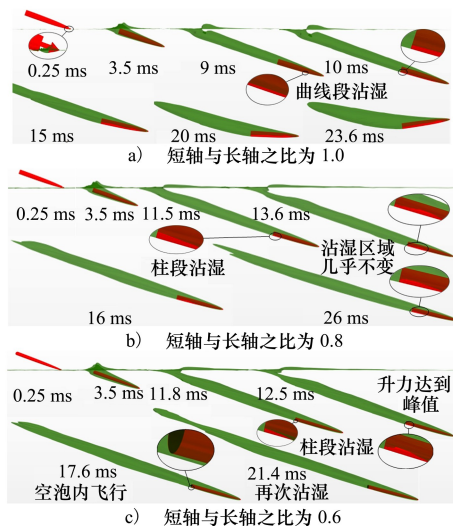 0.25 ms
3.5 ms
9 ms
10 ms
曲线段沾湿
15 ms
20 ms
23.6 ms
a) 短轴与长轴之比为 1.0
0.25 ms
3.5 ms
11.5 ms
13.6 ms
柱段沾湿
沾湿区域
几乎不变
16 ms
26 ms
b) 短轴与长轴之比为 0.8
0.25 ms
3.5 ms
11.8 ms
12.5 ms
升力达到
峰值
柱段沾湿
17.6 ms
空泡内飞行
21.4 ms
再次沾湿
c) 短轴与长轴之比为 0.6